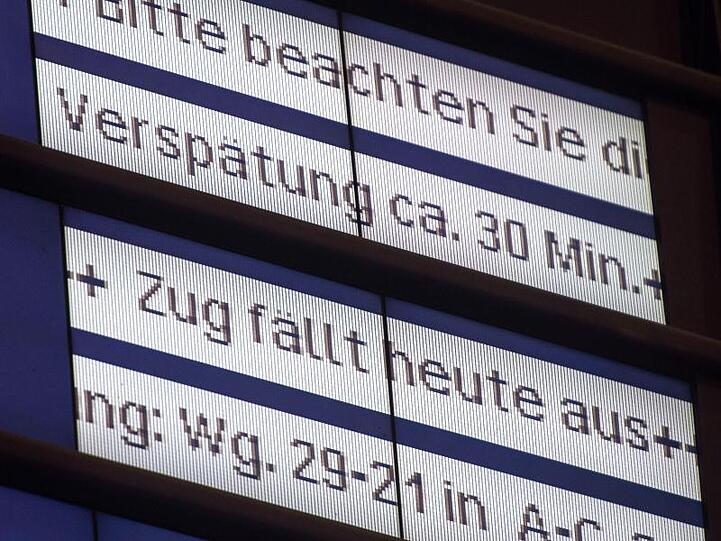 Bitte beachten Sie di
Verspätung ca. 30 Min.+
-+ Zug fällt heute aus+-
ng: Wg. 29-21 in A-C